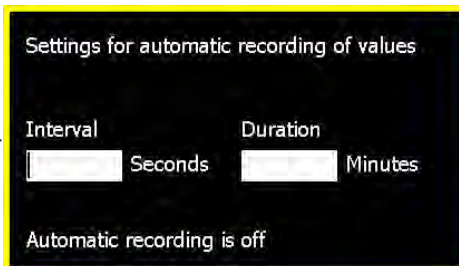 Settings for automatic recording of values
Interval Duration
Seconds Minutes
Automatic recording is off